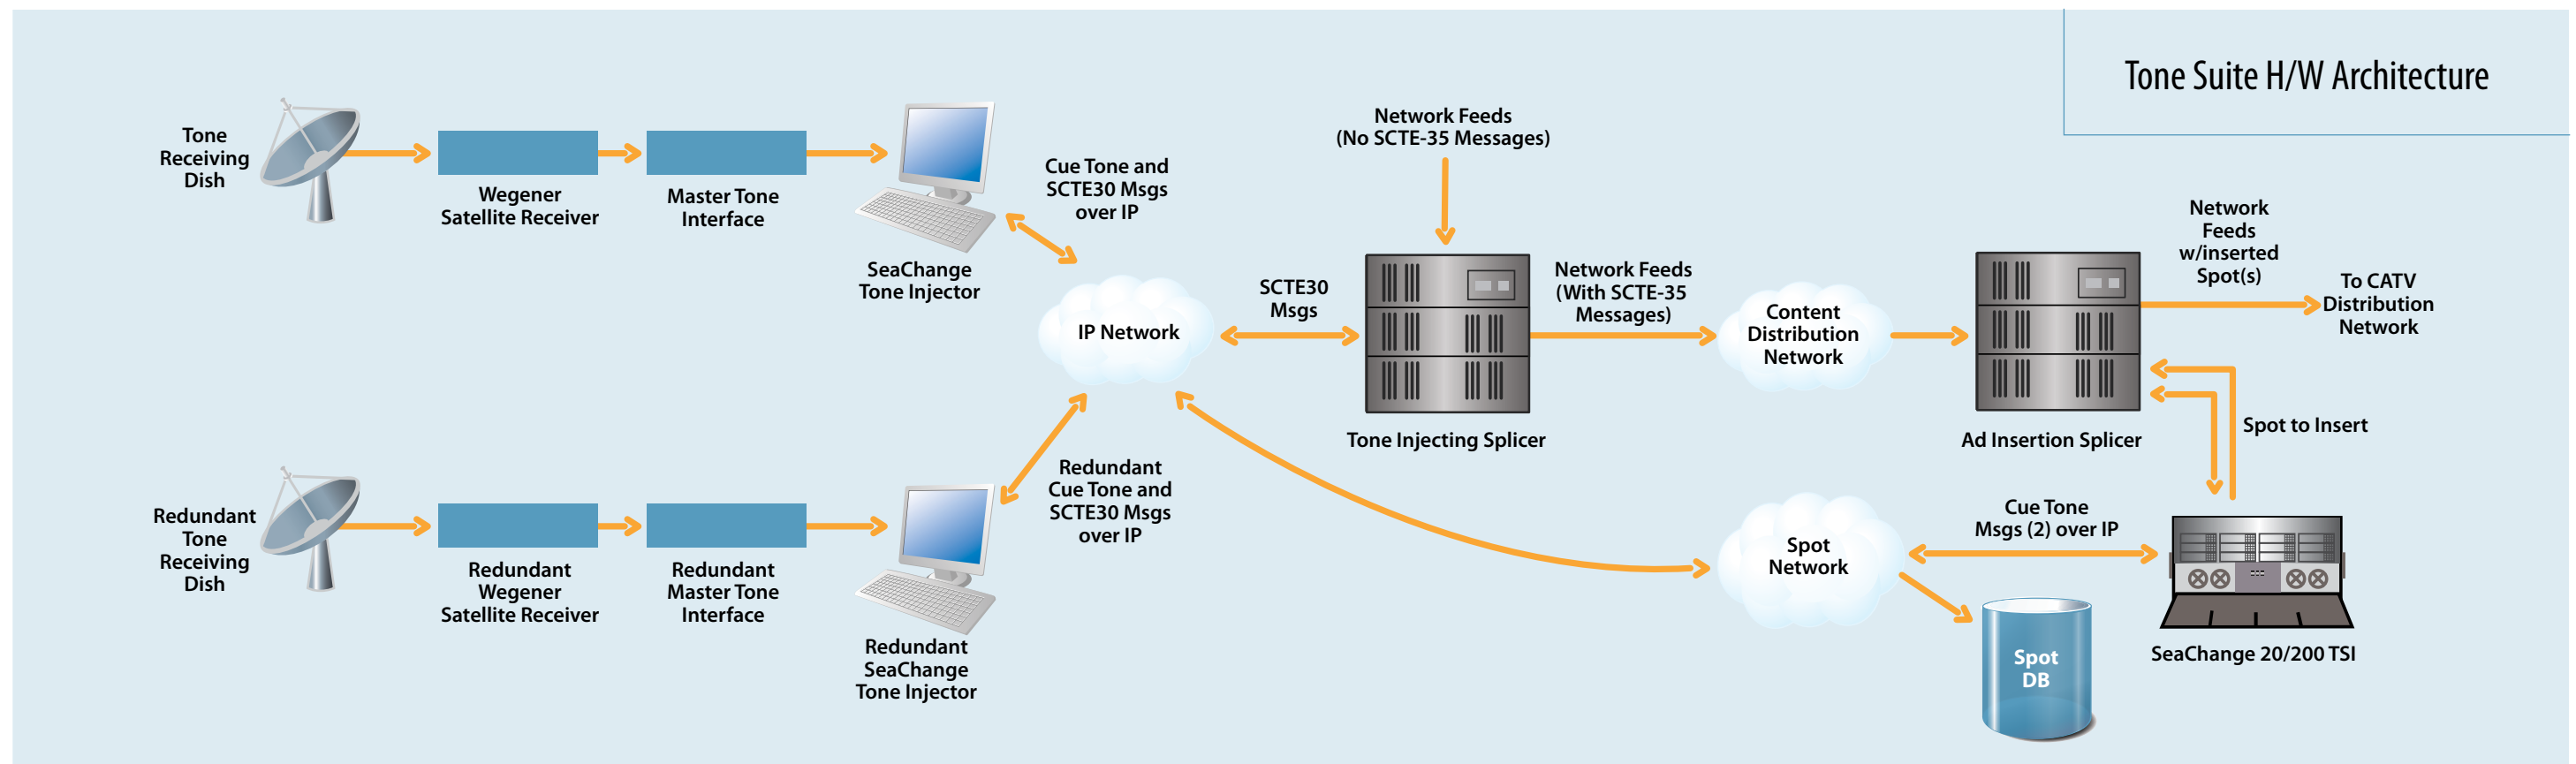 Tone Suite H/W Architecture
Tone
Receiving
Dish
Wegener
Satellite Receiver
Master Tone
Interface
SeaChange
Tone Injector
Cue Tone and
SCTE30 Msgs
over IP
IP Network
SCTE30
Msgs
Network Feeds
(No SCTE-35 Messages)
Tone Injecting Splicer
Network Feeds
(With SCTE-35
Messages)
Content
Distribution
Network
Ad Insertion Splicer
Network
Feeds
w/inserted
Spot(s)
To CATV
Distribution
Network
Spot to Insert
Redundant
Tone
Receiving
Dish
Redundant
Wegener
Satellite Receiver
Redundant
Master Tone
Interface
Redundant
SeaChange
Tone Injector
Redundant
Cue Tone and
SCTE30 Msgs
over IP
Spot
Network
Cue Tone
Msgs (2) over IP
Spot
DB
SeaChange 20/200 TSI